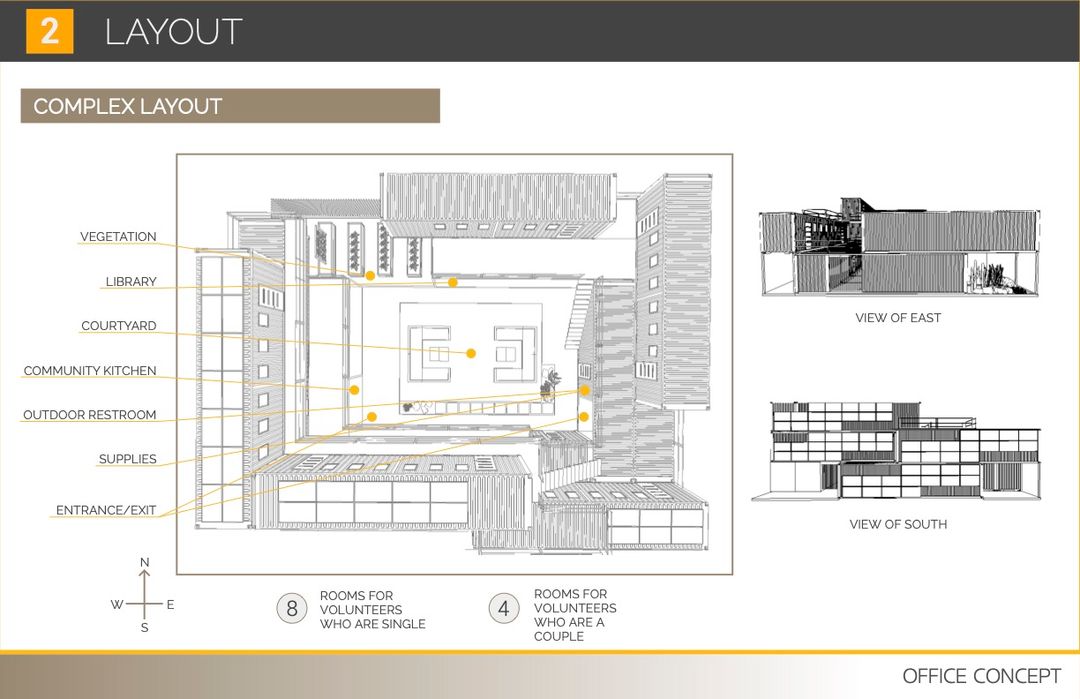 2 LAYOUT
COMPLEX LAYOUT
VEGETATION
LIBRARY
COURTYARD
COMMUNITY KITCHEN
OUTDOOR RESTROOM
SUPPLIES
ENTRANCE/EXIT
VIEW OF EAST
VIEW OF SOUTH
N
W E
S
8
ROOMS FOR
VOLUNTEERS
WHO ARE SINGLE
4
ROOMS FOR
VOLUNTEERS
WHO ARE A
COUPLE
OFFICE CONCEPT